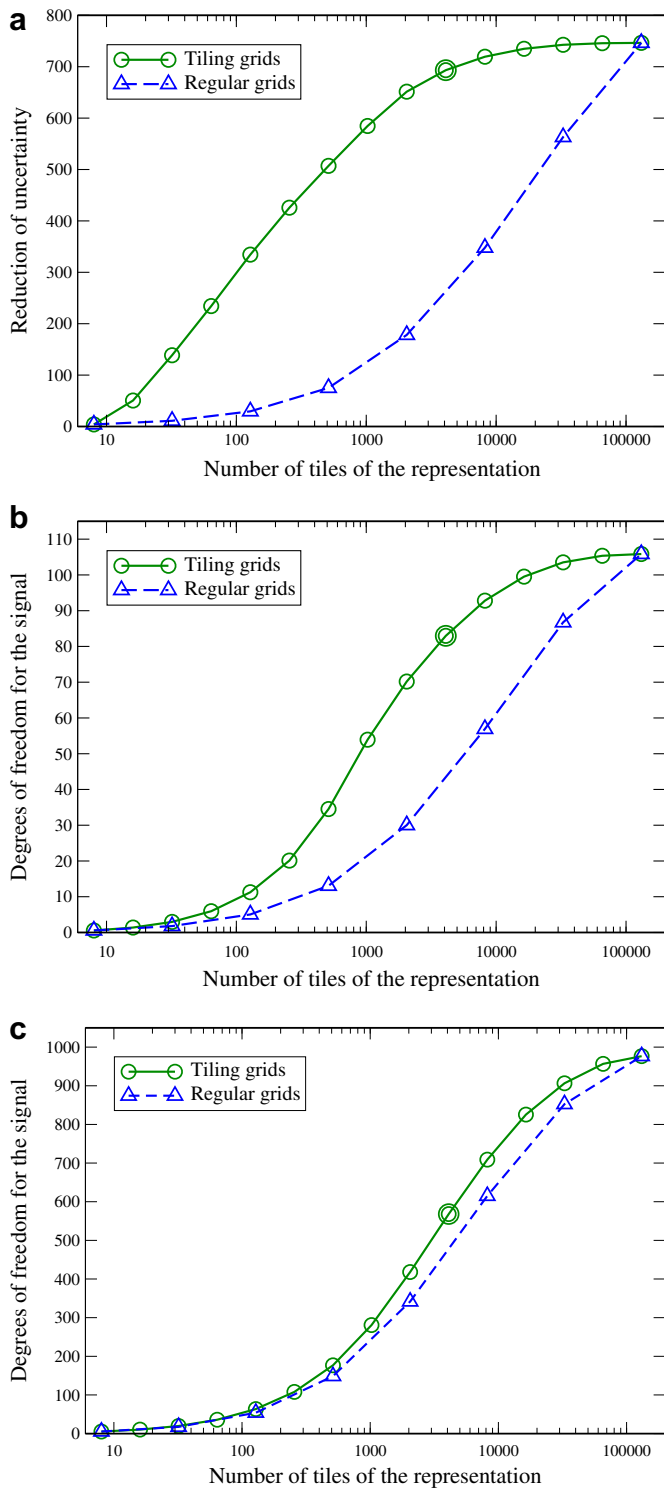 a
800
700
600
500
400
300
200
100
0
Reduction of uncertainty
Tiling grids
Regular grids
10 100 1000 10000 100000
Number of tiles of the representation
b
110
100
90
80
70
60
50
40
30
20
10
0
Degrees of freedom for the signal
Tiling grids
Regular grids
10 100 1000 10000 100000
Number of tiles of the representation
c
1000
900
800
700
600
500
400
300
200
100
0
Degrees of freedom for the signal
Tiling grids
Regular grids
10 100 1000 10000 100000
Number of tiles of the representation